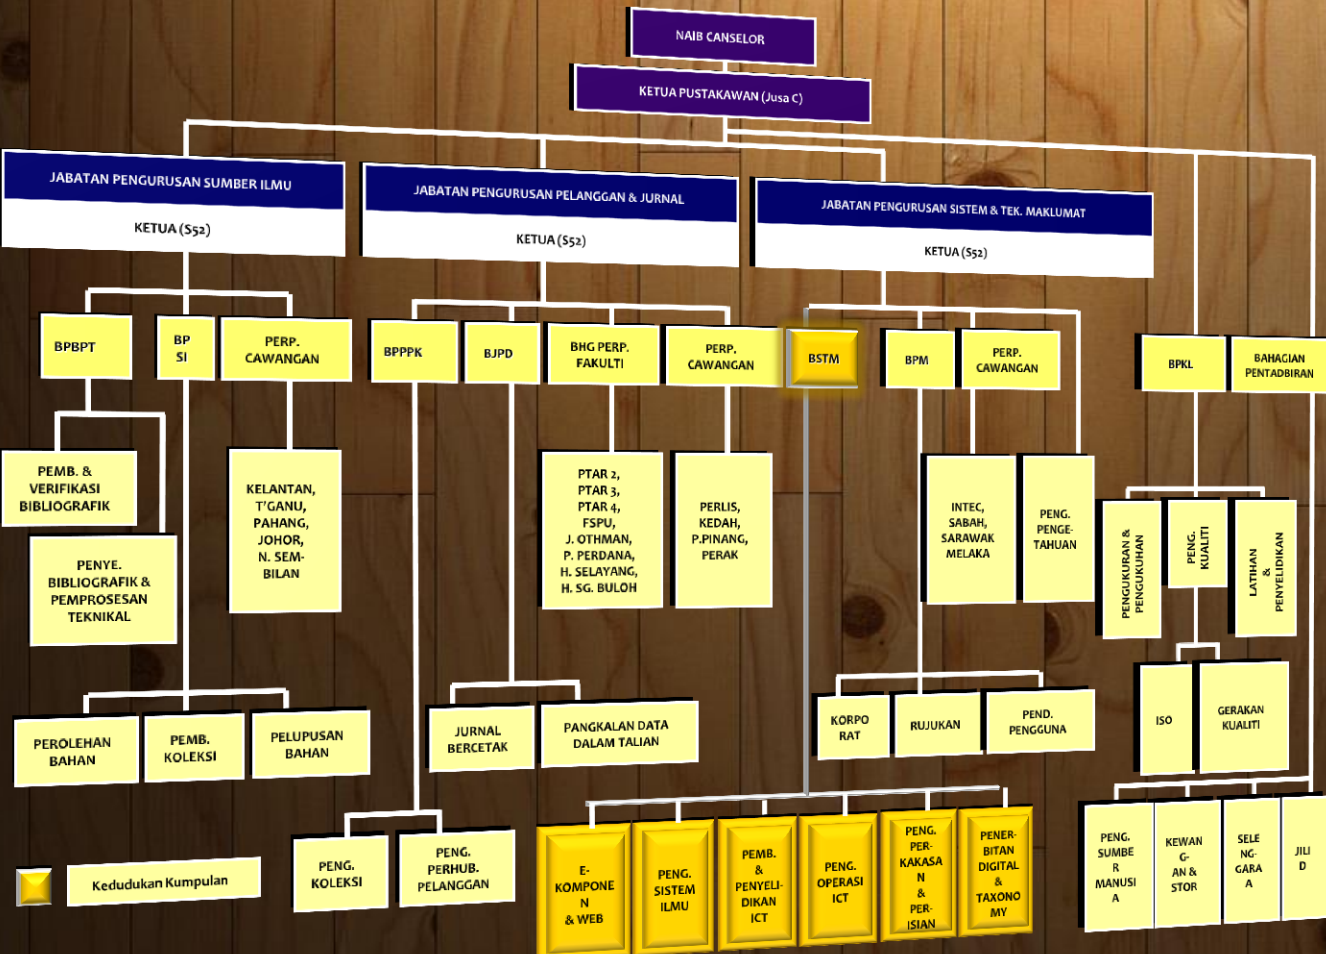 NAIB CANSELOR
KETUA PUSTAKAWAN (Jusa C)
JABATAN PENGURUSAN SUMBER ILMU
KETUA (S52)
JABATAN PENGURUSAN PELANGGAN & JURNAL
KETUA (S52)
JABATAN PENGURUSAN SISTEM & TEK. MAKLUMAT
KETUA (S52)
BPBPT
BP
SI
PERP.
CAWANGAN
BPPPK
BJPD
BHG PERP.
FAKULTI
PERP.
CAWANGAN
BSTM
BPM
PERP.
CAWANGAN
BPKL
BAHAGIAN
PENTADBIRAN
PEMB. &
VERIFIKASI
BIBLIOGRAFIK
PENYE.
BIBLIOGRAFIK &
PEMPROSESAN
TEKNIKAL
KELANTAN,
T'GANU,
PAHANG,
JOHOR,
N. SEM-
BILAN
PTAR 2,
PTAR 3,
PTAR 4,
FSPU,
J. OTHMAN,
P. PERDANA,
H. SELAYANG,
H. SG. BULOH
PERLIS,
KEDAH,
P.PINANG,
PERAK
INTEC,
SABAH,
SARAWAK
MELAKA
PENG.
PENGE-
TAHUAN
PENGUKURAN &
PENGUKUHAN
PENG.
KUALITI
LATIHAN
&
PENYELIDIKAN
ISO
GERAKAN
KUALITI
PEROLEHAN
BAHAN
PEMB.
KOLEKSI
PELUPUSAN
BAHAN
JURNAL
BERCETAK
PANGKALAN DATA
DALAM TALIAN
KORPO
RAT
RUJUKAN
PEND.
PENGGUNA
PENG.
KOLEKSI
PENG.
PERHUB.
PELANGGAN
E-
KOMPONE
N
& WEB
PENG.
SISTEM
ILMU
PEMB.
&
PENYELI-
DIKAN
ICT
PENG.
OPERASI
ICT
PENG.
PER-
KAKASA
N
&
PER-
ISIAN
PENER-
BITAN
DIGITAL
&
TAXONO
MY
PENG.
SUMBE
R
MANUSI
A
KEWAN
G-
AN &
STOR
SELE
NG-
GARA
A
JILI
D
Kedudukan Kumpulan